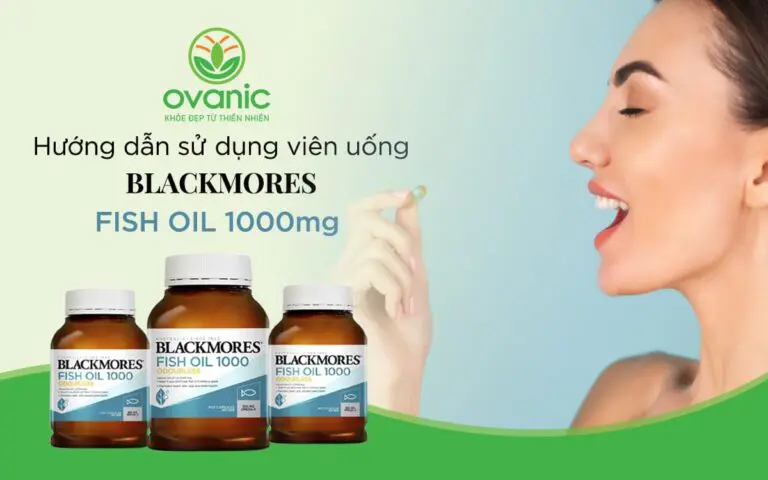 ovanic
KHỎE ĐẸP TỪ THIÊN NHIÊN
Hướng dẫn sử dụng viên uống
BLACKMORES
FISH OIL 1000mg
BLACKMORES
FISH OIL 1000
ODOURLESS
BLACKMORES
FISH OIL 1000
ODOURLESS
BLACKMORES
FISH OIL 1000
ODOURLESS